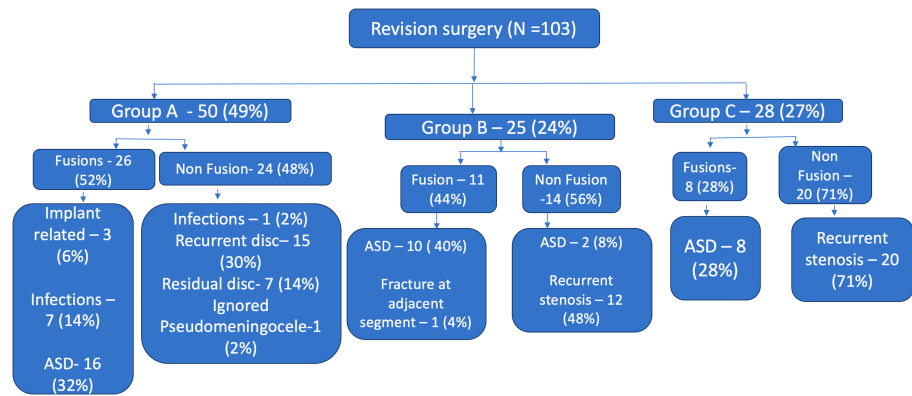 Revision surgery (N =103)
Group A  - 50 (49%)
Group B – 25 (24%)
Group C – 28 (27%)
Fusions - 26
(52%)
Non Fusion- 24 (48%)
Fusion – 11
(44%)
Non Fusion
-14 (56%)
Fusions-
8 (28%)
Non
Fusion –
20 (71%)
Implant
related – 3
(6%)
Infections –
7 (14%)
ASD- 16
(32%)
Infections – 1 (2%)
Recurrent disc– 15
(30%)
Residual disc- 7 (14%)
Ignored
Pseudomeningocele-1
(2%)
ASD – 10 ( 40%)
Fracture at
adjacent
segment – 1 (4%)
ASD – 2 (8%)
Recurrent
stenosis – 12
(48%)
ASD – 8
(28%)
Recurrent
stenosis – 20
(71%)